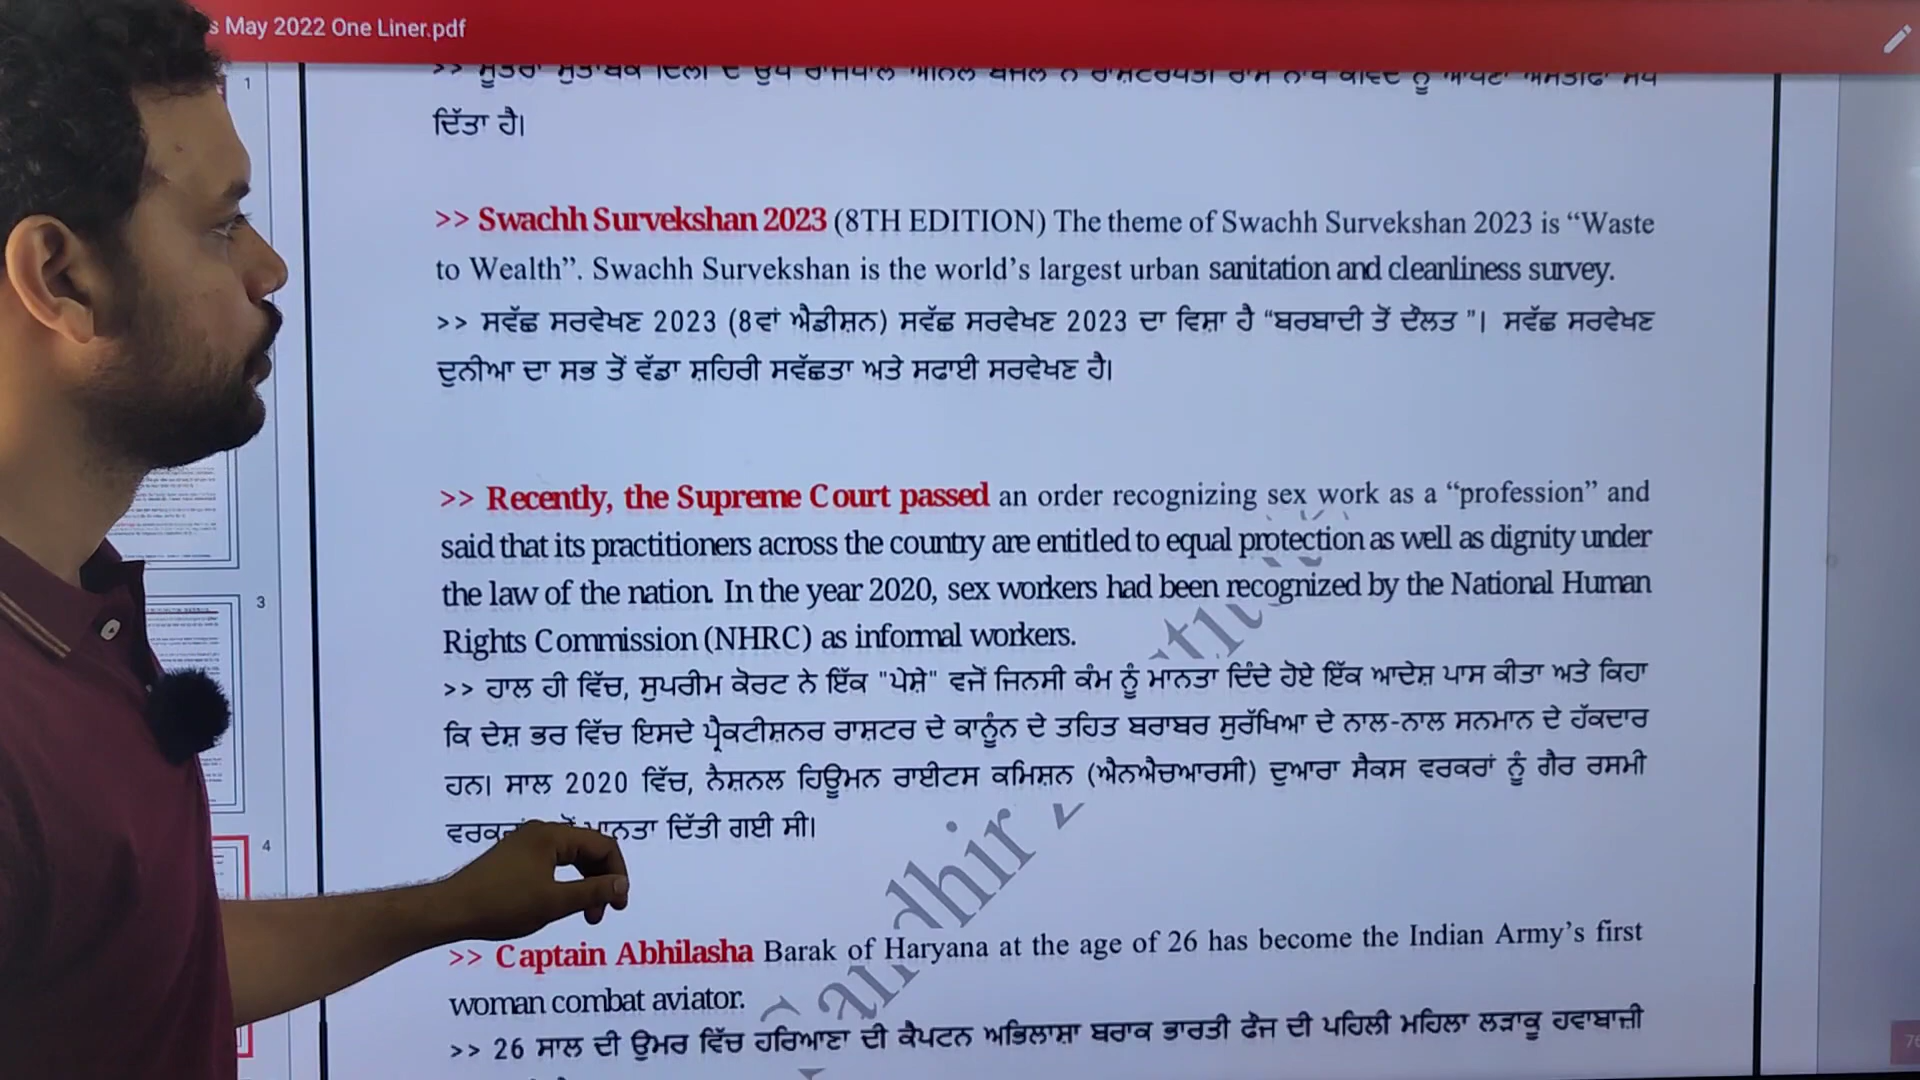 s May 2022 One Liner.pdf
1
ਦਿੱਤਾ ਹੈ।
>> Swachh Survekshan 2023 (8TH EDITION) The theme of Swachh Survekshan 2023 is “Waste
to Wealth”. Swachh Survekshan is the world’s largest urban sanitation and cleanliness survey.
>> ਸਵੱਛ ਸਰਵੇਖਣ 2023 (8ਵਾਂ ਐਡੀਸ਼ਨ) ਸਵੱਛ ਸਰਵੇਖਣ 2023 ਦਾ ਵਿਸ਼ਾ ਹੈ “ਬਰਬਾਦੀ ਤੋਂ ਦੌਲਤ ”। ਸਵੱਛ ਸਰਵੇਖਣ
ਦੁਨੀਆ ਦਾ ਸਭ ਤੋਂ ਵੱਡਾ ਸ਼ਹਿਰੀ ਸਵੱਛਤਾ ਅਤੇ ਸਫਾਈ ਸਰਵੇਖਣ ਹੈ।
>> Recently, the Supreme Court passed an order recognizing sex work as a “profession” and
said that its practitioners across the country are entitled to equal protection as well as dignity under
the law of the nation. In the year 2020, sex workers had been recognized by the National Human
3
Rights Commission (NHRC) as informal workers.
>> ਹਾਲ ਹੀ ਵਿੱਚ, ਸੁਪਰੀਮ ਕੋਰਟ ਨੇ ਇੱਕ "ਪੇਸ਼ੇ" ਵਜੋਂ ਜਿਨਸੀ ਕੰਮ ਨੂੰ ਮਾਨਤਾ ਦਿੰਦੇ ਹੋਏ ਇੱਕ ਆਦੇਸ਼ ਪਾਸ ਕੀਤਾ ਅਤੇ ਕਿਹਾ
ਕਿ ਦੇਸ਼ ਭਰ ਵਿੱਚ ਇਸਦੇ ਪ੍ਰੈਕਟੀਸ਼ਨਰ ਰਾਸ਼ਟਰ ਦੇ ਕਾਨੂੰਨ ਦੇ ਤਹਿਤ ਬਰਾਬਰ ਸੁਰੱਖਿਆ ਦੇ ਨਾਲ-ਨਾਲ ਸਨਮਾਨ ਦੇ ਹੱਕਦਾਰ
ਹਨ। ਸਾਲ 2020 ਵਿੱਚ, ਨੈਸ਼ਨਲ ਹਿਊਮਨ ਰਾਈਟਸ ਕਮਿਸ਼ਨ (ਐਨਐਚਆਰਸੀ) ਦੁਆਰਾ ਸੈਕਸ ਵਰਕਰਾਂ ਨੂੰ ਗੈਰ ਰਸਮੀ
ਮਾਨਤਾ ਦਿੱਤੀ ਗਈ ਸੀ।
4
>> Captain Abhilasha Barak of Haryana at the age of 26 has become the Indian Army’s first
woman combat aviator.
>> 26 ਸਾਲ ਦੀ ਉਮਰ ਵਿੱਚ ਹਰਿਆਣਾ ਦੀ ਕੈਪਟਨ ਅਭਿਲਾਸ਼ਾ ਬਰਾਕ ਭਾਰਤੀ ਫੌਜ ਦੀ ਪਹਿਲੀ ਮਹਿਲਾ ਲੜਾਕੂ ਹਵਾਬਾਜ਼ੀ